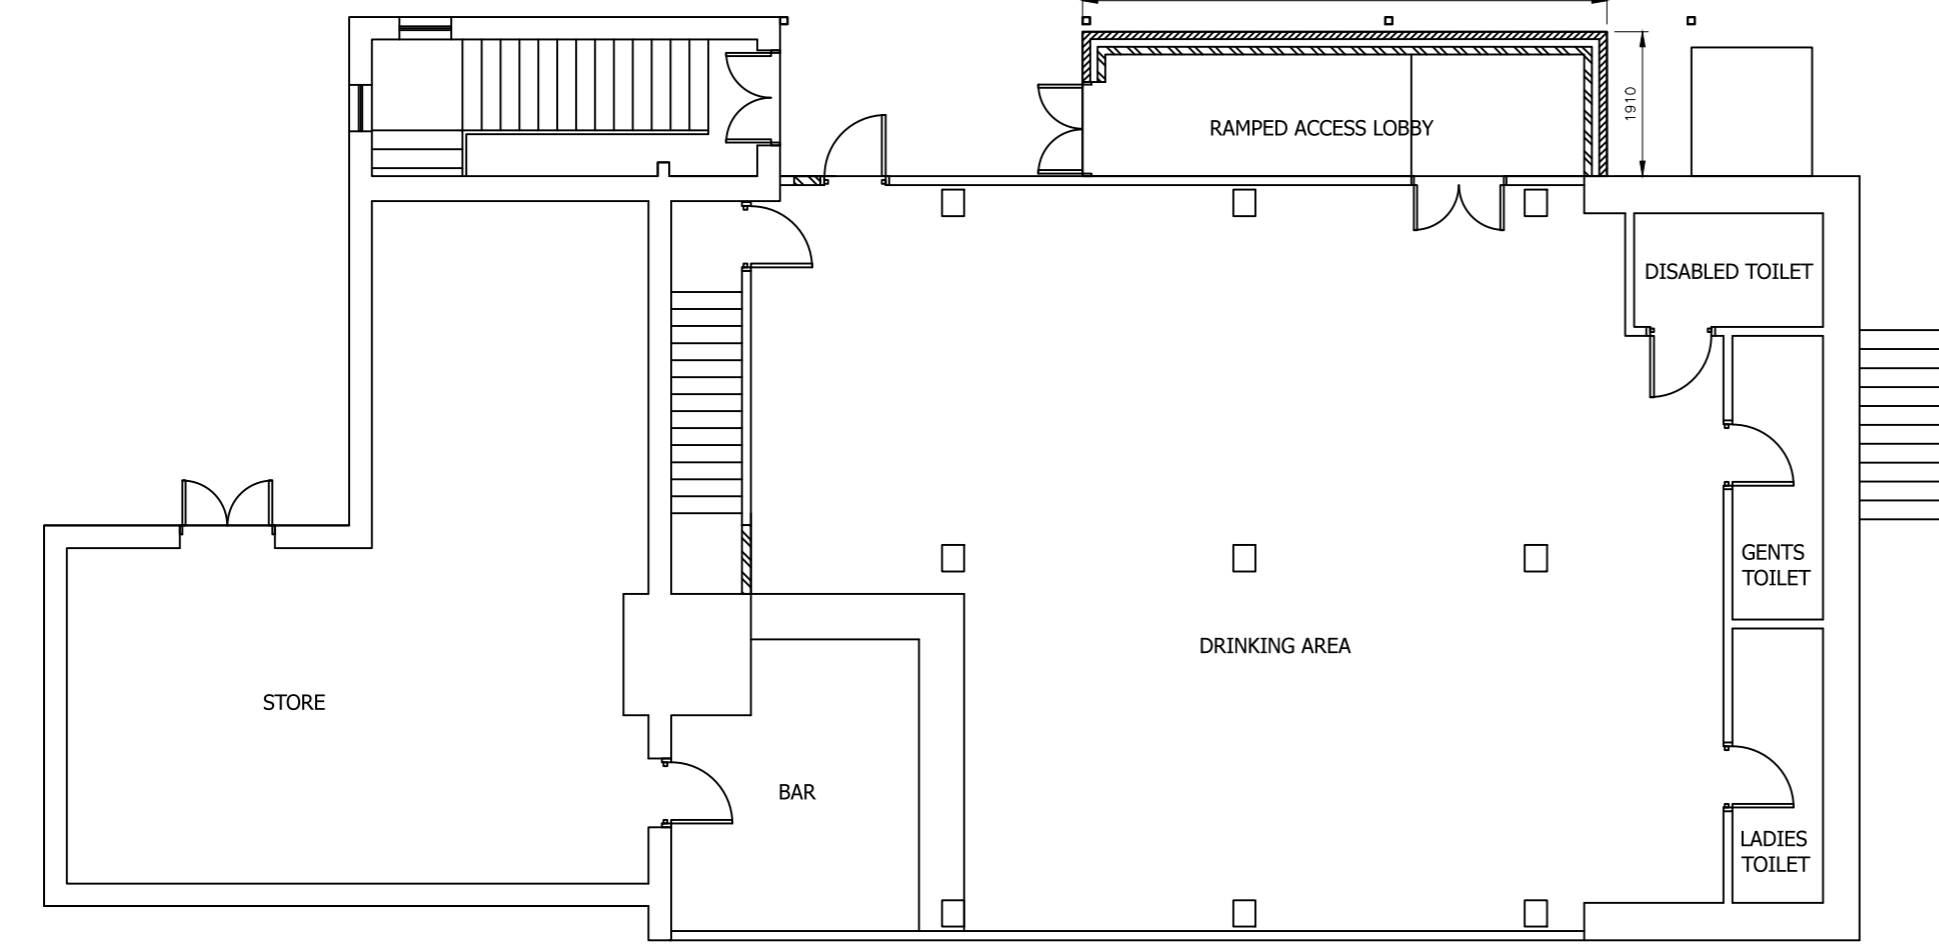 1910
RAMPED ACCESS LOBBY
DISABLED TOILET
GENTS
TOILET
DRINKING AREA
STORE
BAR
LADIES
TOILET